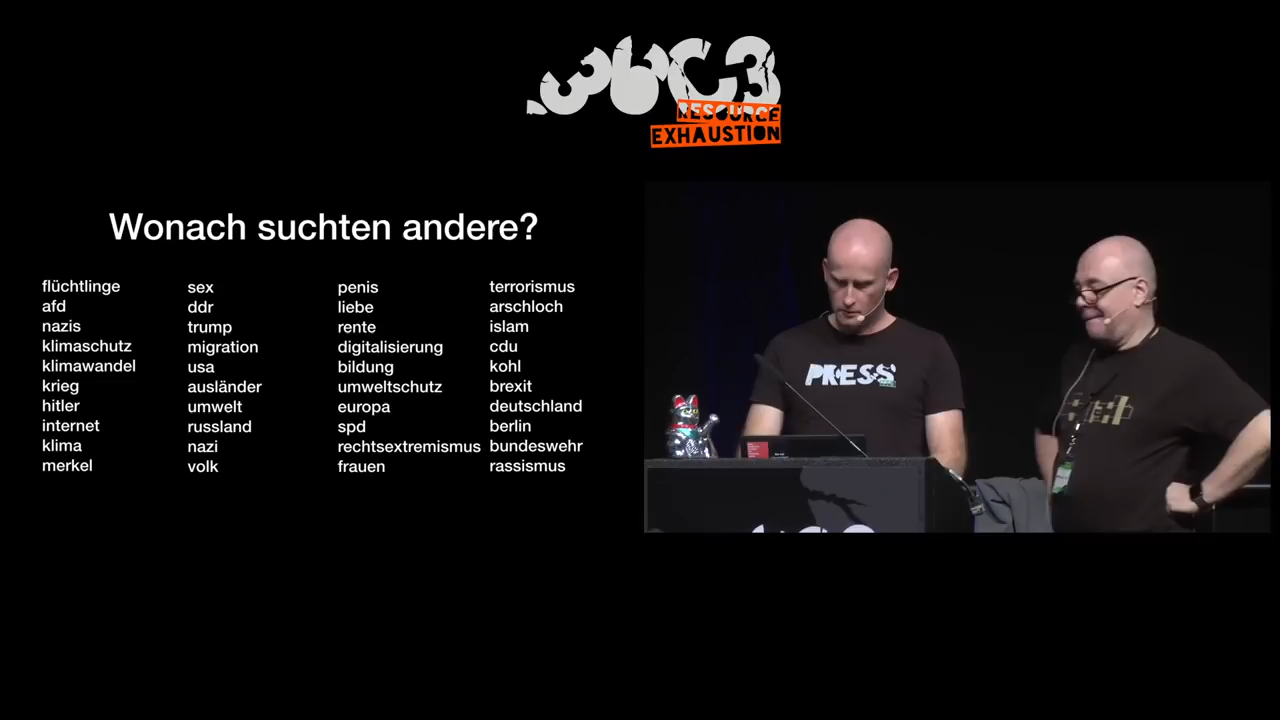 36C3
RESOURCE
EXHAUSTION
Wonach suchten andere?
flüchtlinge sex penis terrorismus
afd ddr liebe arschloch
nazis trump rente islam
klimaschutz migration digitalisierung cdu
klimawandel usa bildung kohl
krieg ausländer umweltschutz brexit
hitler umwelt europa deutschland
internet russland spd berlin
klima nazi rechtsextremismus bundeswehr
merkel volk frauen rassismus
PRESS